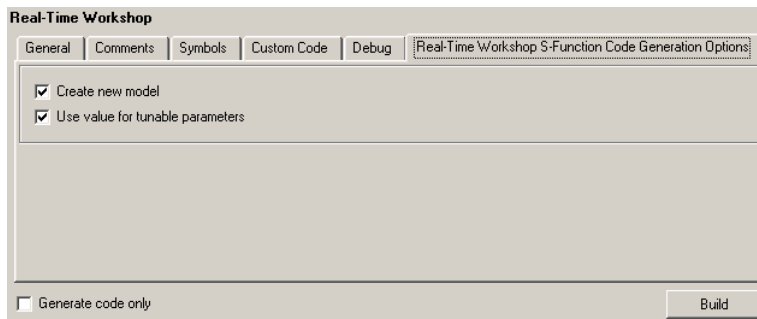 Real-Time Workshop
General Comments Symbols Custom Code Debug Real-Time Workshop S-Function Code Generation Options
Create new model
Use value for tunable parameters
Generate code only Build